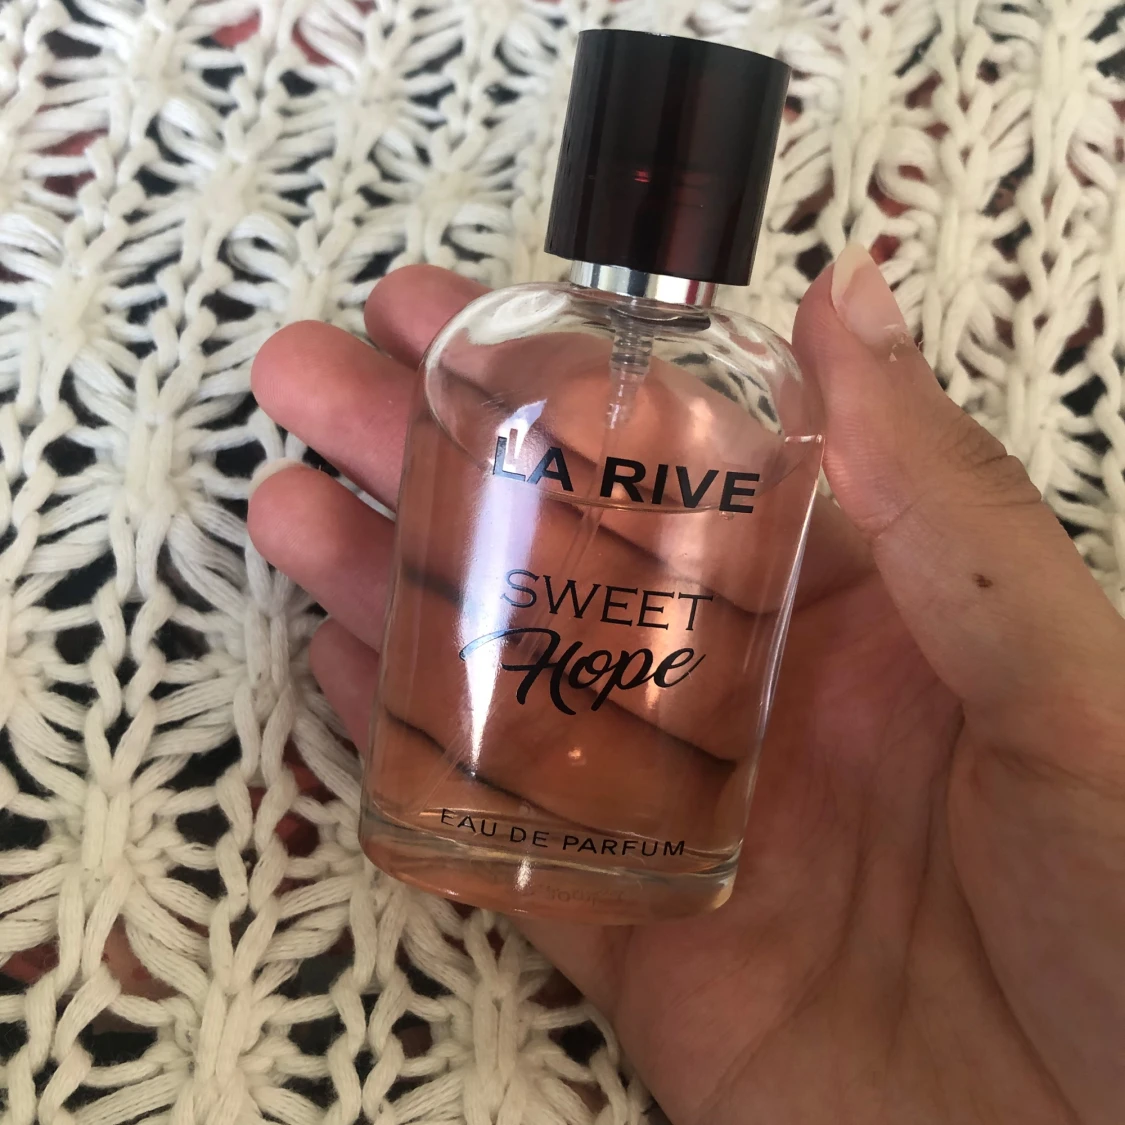 LA RIVE
SWEET
Hope
EAU DE PARFUM